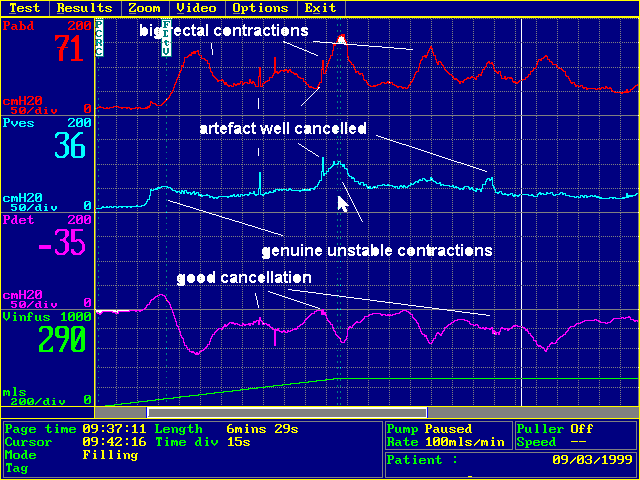 Test Results Zoom Video Options Exit
Pabd 200
71
cmH2O 0
50/div
Pves 200
36
cmH2O 0
50/div
Pdet 200
-35
cmH2O 0
50/div
Vinfus 1000
290
mls 0
200/div
big rectal contractions
artefact well cancelled
genuine unstable contractions
good cancellation
Page time 09:37:11 Length 6mins 29s
Cursor 09:42:16 Time div 15s
Mode Filling
Tag
Pump Paused
Rate 100mls/min
Puller Off
Speed --
Patient : 09/03/1999